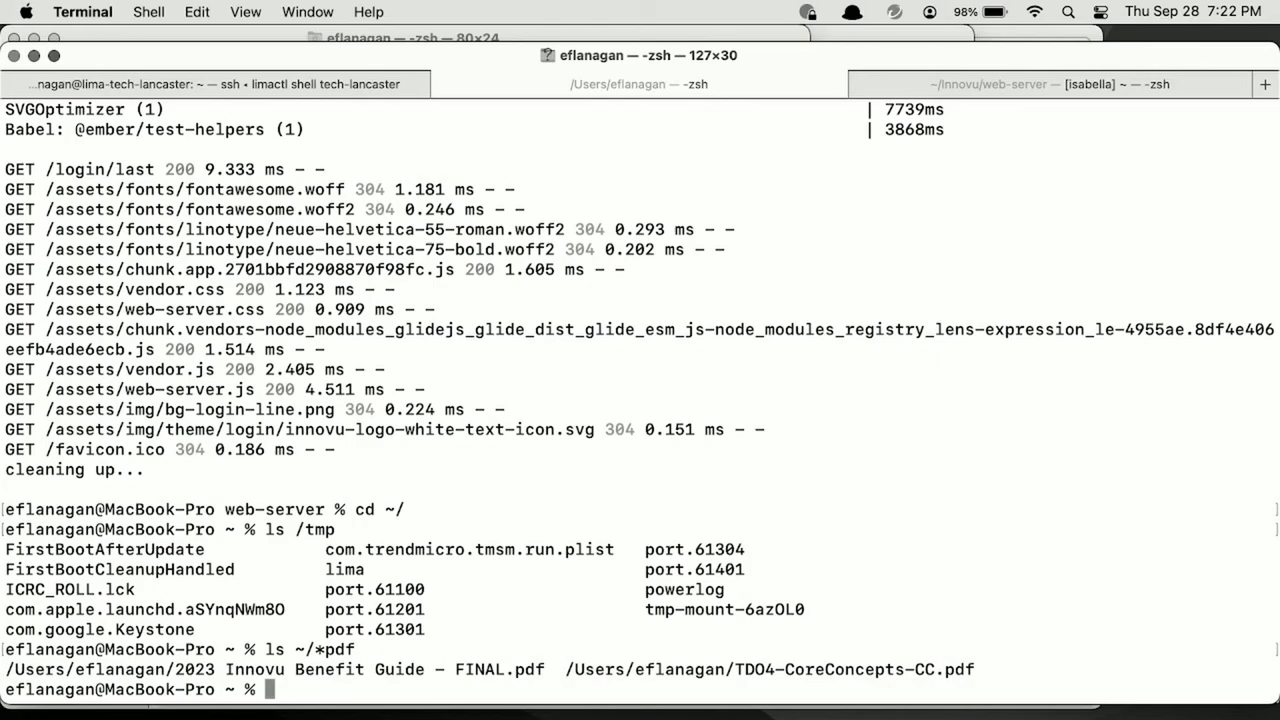 Terminal Shell Edit View Window Help 98% Thu Sep 28 7:22 PM
eflanagan — -zsh — 80×24
eflanagan — -zsh — 127×30
...nagan@lima-tech-lancaster: ~ — ssh ◂ limactl shell tech-lancaster /Users/eflanagan — -zsh ~/Innovu/web-server — [isabella] ~ — -zsh +
SVGOptimizer (1) | 7739ms
Babel: @ember/test-helpers (1) | 3868ms
GET /login/last 200 9.333 ms - -
GET /assets/fonts/fontawesome.woff 304 1.181 ms - -
GET /assets/fonts/fontawesome.woff2 304 0.246 ms - -
GET /assets/fonts/linotype/neue-helvetica-55-roman.woff2 304 0.293 ms - -
GET /assets/fonts/linotype/neue-helvetica-75-bold.woff2 304 0.202 ms - -
GET /assets/chunk.app.2701bbfd2908870f98fc.js 200 1.605 ms - -
GET /assets/vendor.css 200 1.123 ms - -
GET /assets/web-server.css 200 0.909 ms - -
GET /assets/chunk.vendors-node_modules_glidejs_glide_dist_glide_esm_js-node_modules_registry_lens-expression_le-4955ae.8df4e406
eefb4ade6ecb.js 200 1.514 ms - -
GET /assets/vendor.js 200 2.405 ms - -
GET /assets/web-server.js 200 4.511 ms - -
GET /assets/img/bg-login-line.png 304 0.224 ms - -
GET /assets/img/theme/login/innovu-logo-white-text-icon.svg 304 0.151 ms - -
GET /favicon.ico 304 0.186 ms - -
cleaning up...
[eflanagan@MacBook-Pro web-server % cd ~/ ]
[eflanagan@MacBook-Pro ~ % ls /tmp ]
FirstBootAfterUpdate com.trendmicro.tmsm.run.plist port.61304
FirstBootCleanupHandled lima port.61401
ICRC_ROLL.lck port.61100 powerlog
com.apple.launchd.aSYnqNWm8O port.61201 tmp-mount-6azOL0
com.google.Keystone port.61301
[eflanagan@MacBook-Pro ~ % ls ~/*pdf ]
/Users/eflanagan/2023 Innovu Benefit Guide - FINAL.pdf /Users/eflanagan/TDO4-CoreConcepts-CC.pdf
eflanagan@MacBook-Pro ~ %